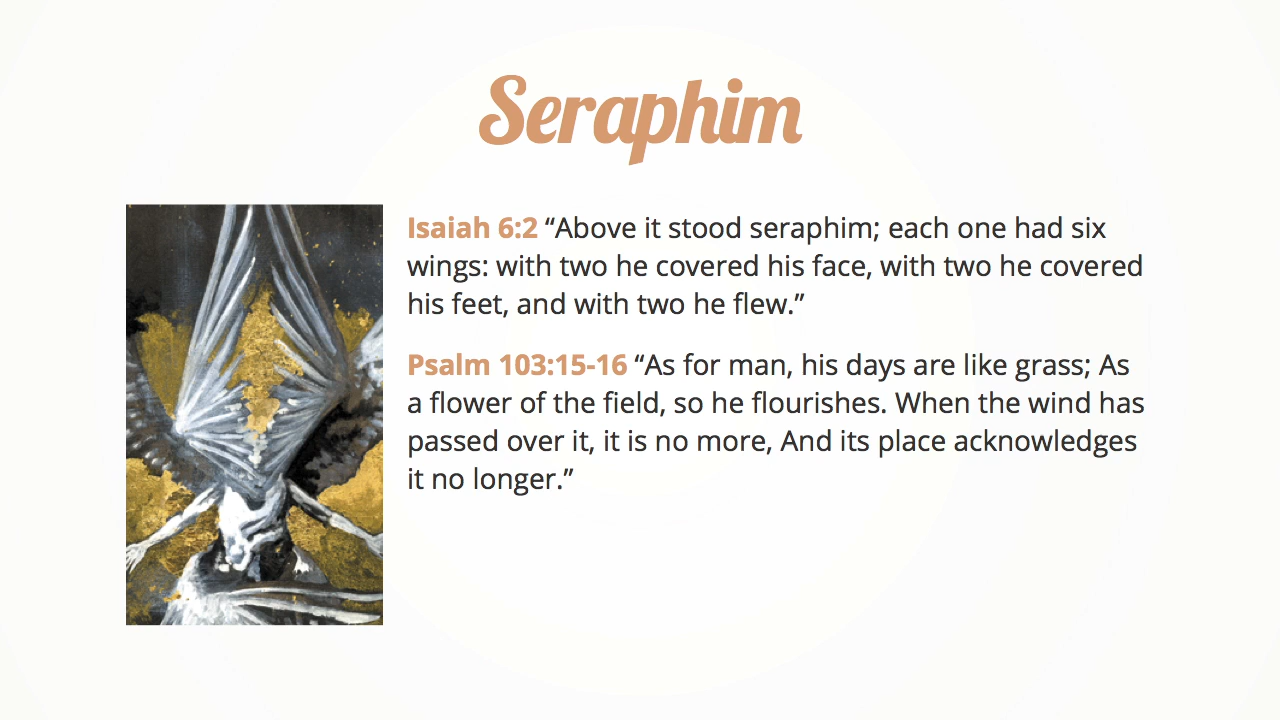 Seraphim
Isaiah 6:2 “Above it stood seraphim; each one had six
wings: with two he covered his face, with two he covered
his feet, and with two he flew.”
Psalm 103:15-16 “As for man, his days are like grass; As
a flower of the field, so he flourishes. When the wind has
passed over it, it is no more, And its place acknowledges
it no longer.”